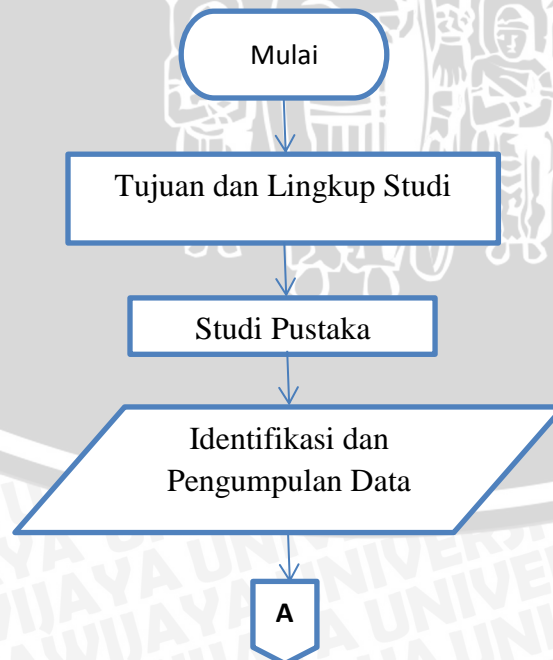 Mulai
Tujuan dan Lingkup Studi
Studi Pustaka
Identifikasi dan
Pengumpulan Data
A